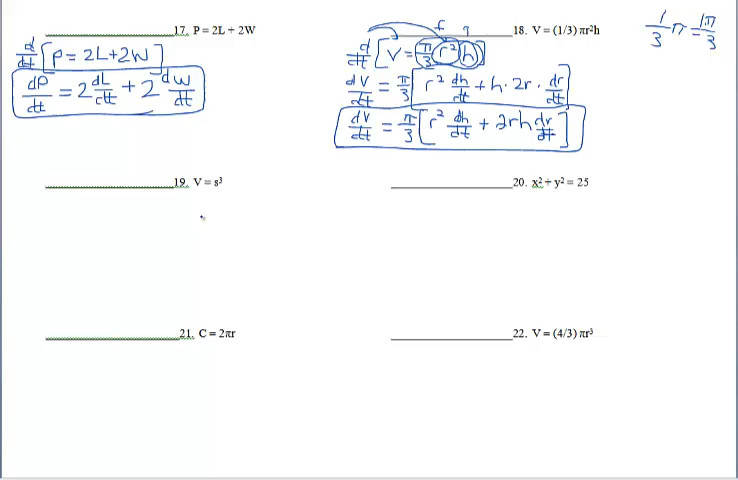 17. P = 2L + 2W
d/dt [P = 2L + 2W]
dP/dt = 2 dL/dt + 2 dW/dt
f g
18. V = (1/3) πr²h
1/3 π = 1π/3
d/dt [V = π/3 r² h]
dV/dt = π/3 [r² dh/dt + h · 2r · dr/dt]
dV/dt = π/3 [r² dh/dt + 2rh dr/dt]
19. V = s³
20. x² + y² = 25
21. C = 2πr
22. V = (4/3) πr³